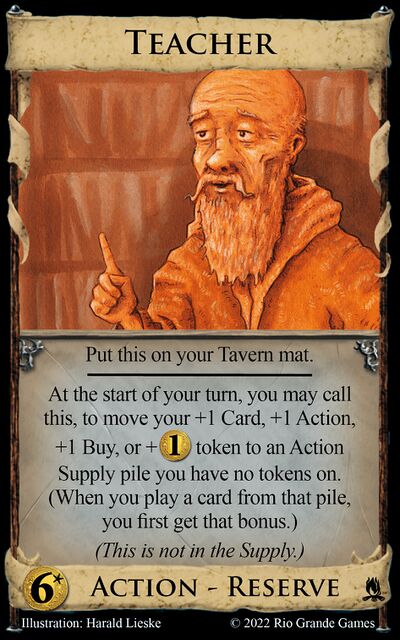 TEACHER
Put this on your Tavern mat.
At the start of your turn, you may call
this, to move your +1 Card, +1 Action,
+1 Buy, or +1 token to an Action
Supply pile you have no tokens on.
(When you play a card from that pile,
you first get that bonus.)
(This is not in the Supply.)
6* ACTION - RESERVE
Illustration: Harald Lieske © 2022 Rio Grande Games